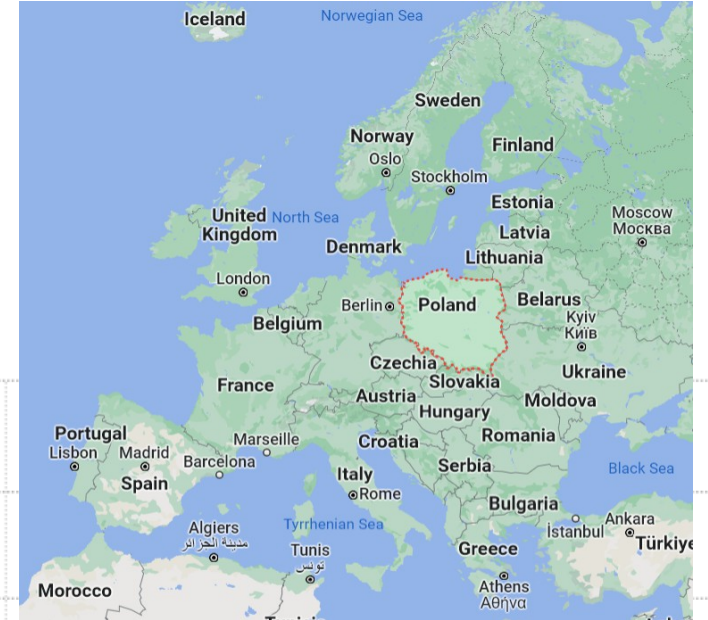 Iceland
Norwegian Sea
Sweden
Norway
Finland
Oslo
Stockholm
Estonia
United
Kingdom
North Sea
Moscow
Москва
Latvia
Denmark
Lithuania
London
Berlin
Poland
Belarus
Kyiv
Київ
Belgium
Czechia
Slovakia
Ukraine
France
Austria
Hungary
Moldova
Portugal
Lisbon
Madrid
Marseille
Barcelona
Croatia
Romania
Spain
Italy
Rome
Serbia
Black Sea
Bulgaria
Algiers
مدينة الجزائر
Tyrrhenian Sea
Istanbul
Ankara
Türkiye
Tunis
تونس
Greece
Athens
Αθήνα
Morocco